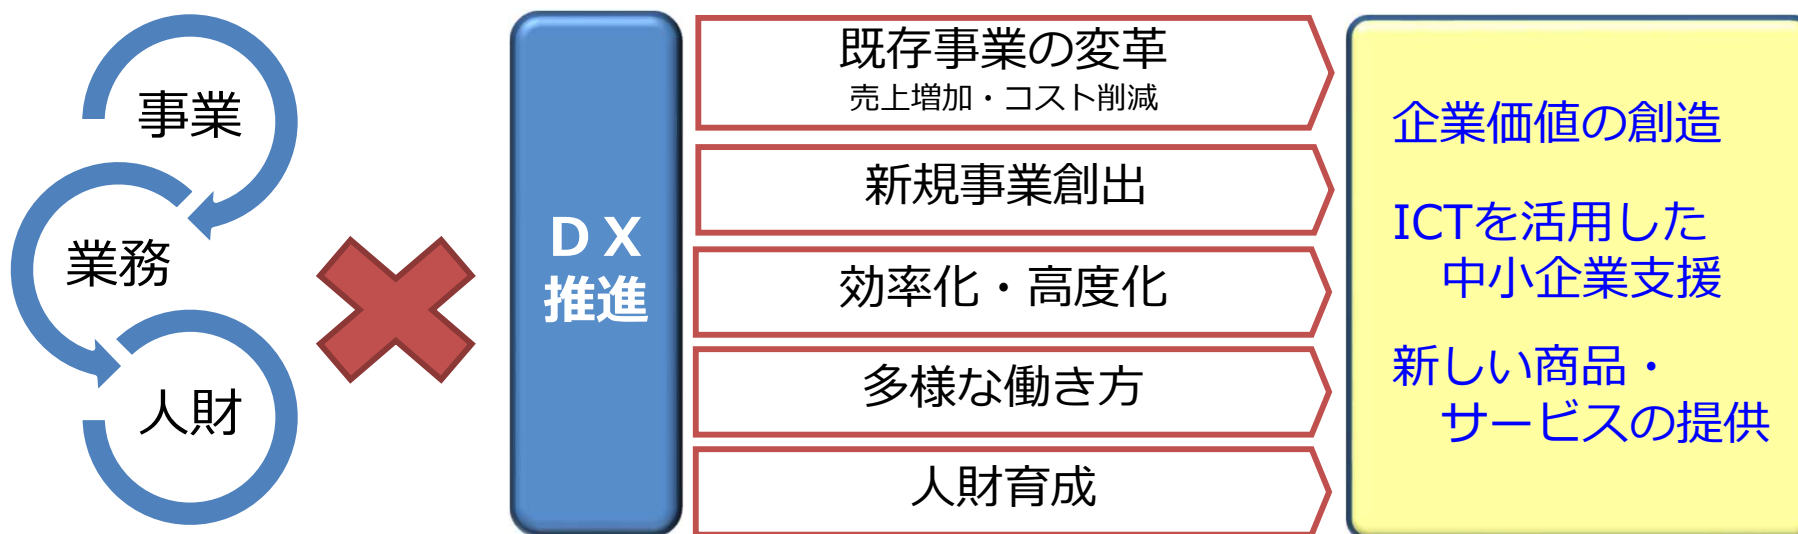 事業
業務
人財
ＤＸ
推進
既存事業の変革
売上増加・コスト削減
新規事業創出
効率化・高度化
多様な働き方
人財育成
企業価値の創造
ICTを活用した
中小企業支援
新しい商品・
サービスの提供